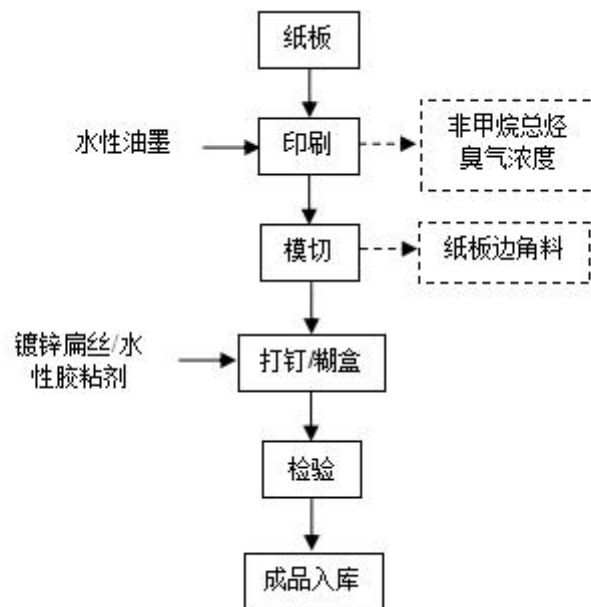 纸板
水性油墨
印刷
非甲烷总烃
臭气浓度
模切
纸板边角料
镀锌扁丝/水
性胶粘剂
打钉/糊盒
检验
成品入库